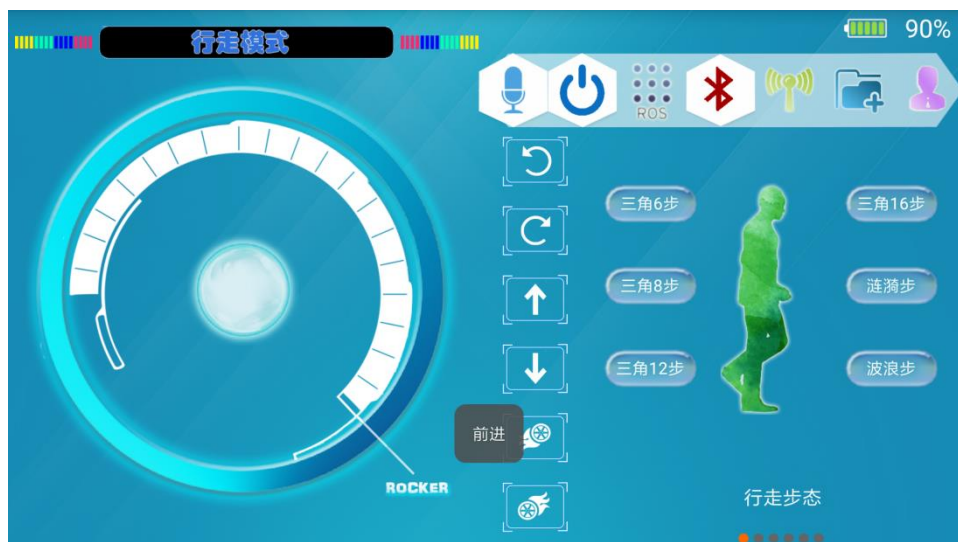 行走模式
90%
ROS
三角6步
三角16步
三角8步
涟漪步
三角12步
波浪步
前进
ROCKER
行走步态